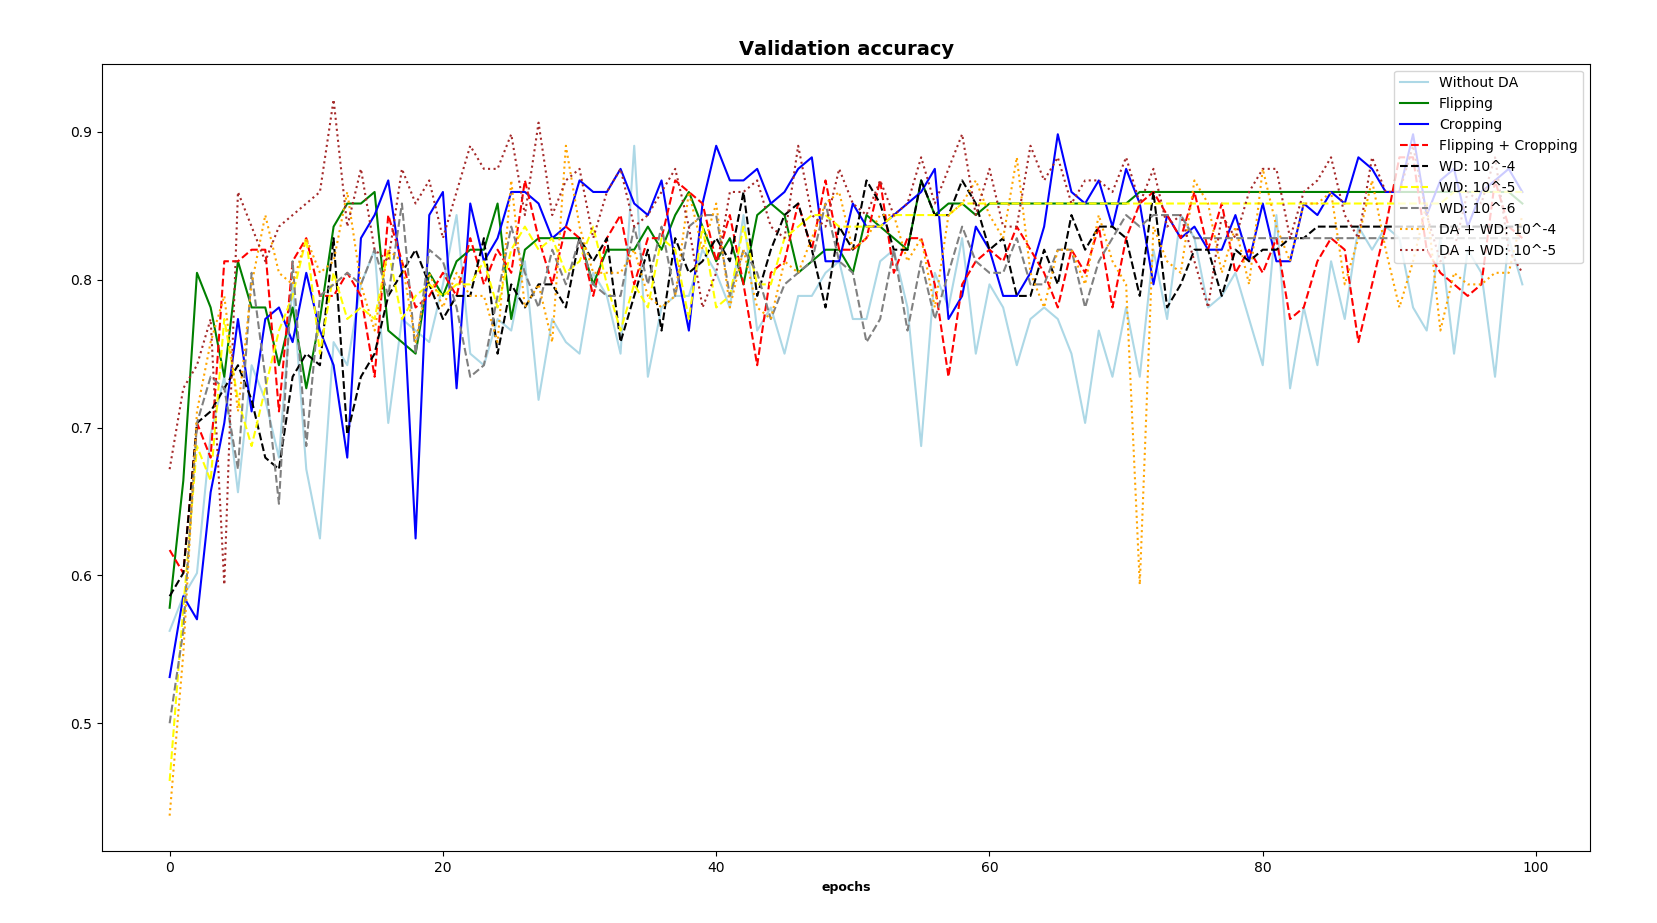 Validation accuracy
0.9
0.8
0.7
0.6
0.5
Without DA
Flipping
Cropping
Flipping + Cropping
WD: 10^-4
WD: 10^-5
WD: 10^-6
DA + WD: 10^-4
DA + WD: 10^-5
0
20
40
60
80
100
epochs